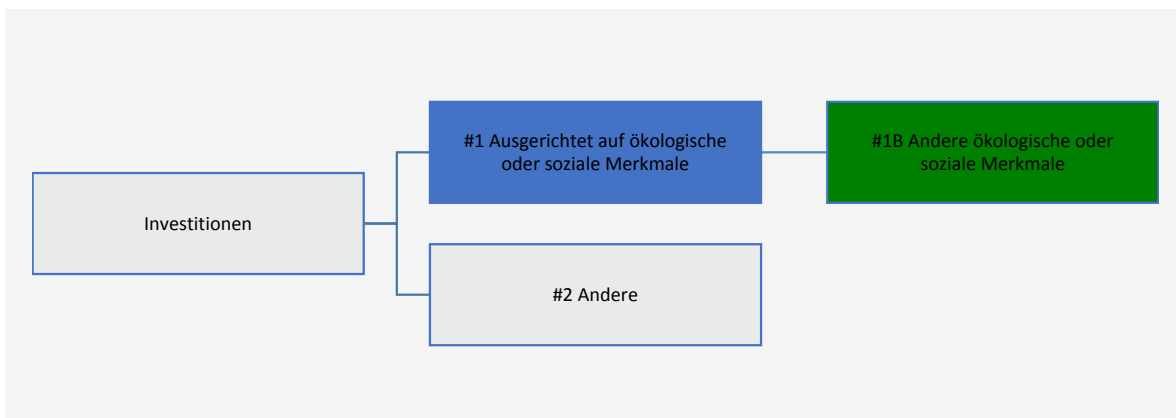 #1 Ausgerichtet auf ökologische
oder soziale Merkmale
#1B Andere ökologische oder
soziale Merkmale
Investitionen
#2 Andere